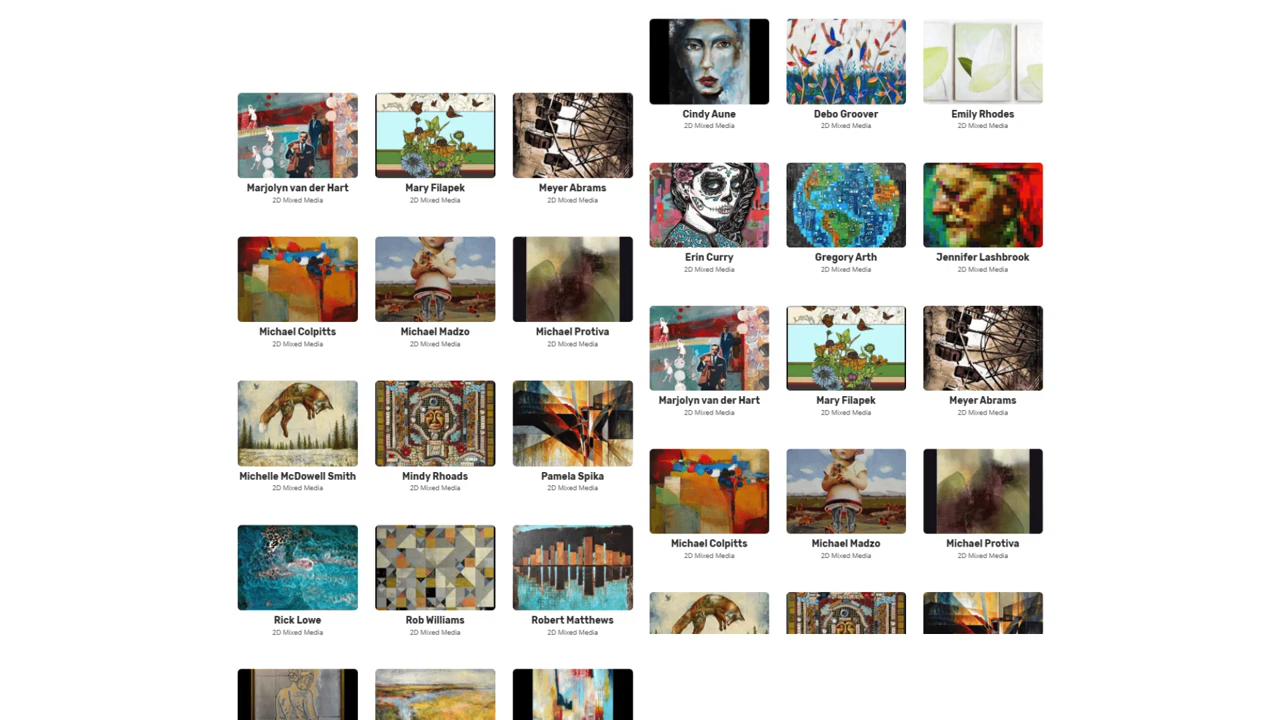 Marjolyn van der Hart
2D Mixed Media
Mary Filapek
2D Mixed Media
Meyer Abrams
2D Mixed Media
Michael Colpitts
2D Mixed Media
Michael Madzo
2D Mixed Media
Michael Protiva
2D Mixed Media
Michelle McDowell Smith
2D Mixed Media
Mindy Rhoads
2D Mixed Media
Pamela Spika
2D Mixed Media
Rick Lowe
2D Mixed Media
Rob Williams
2D Mixed Media
Robert Matthews
2D Mixed Media
Cindy Aune
2D Mixed Media
Debo Groover
2D Mixed Media
Emily Rhodes
2D Mixed Media
Erin Curry
2D Mixed Media
Gregory Arth
2D Mixed Media
Jennifer Lashbrook
2D Mixed Media
Marjolyn van der Hart
2D Mixed Media
Mary Filapek
2D Mixed Media
Meyer Abrams
2D Mixed Media
Michael Colpitts
2D Mixed Media
Michael Madzo
2D Mixed Media
Michael Protiva
2D Mixed Media